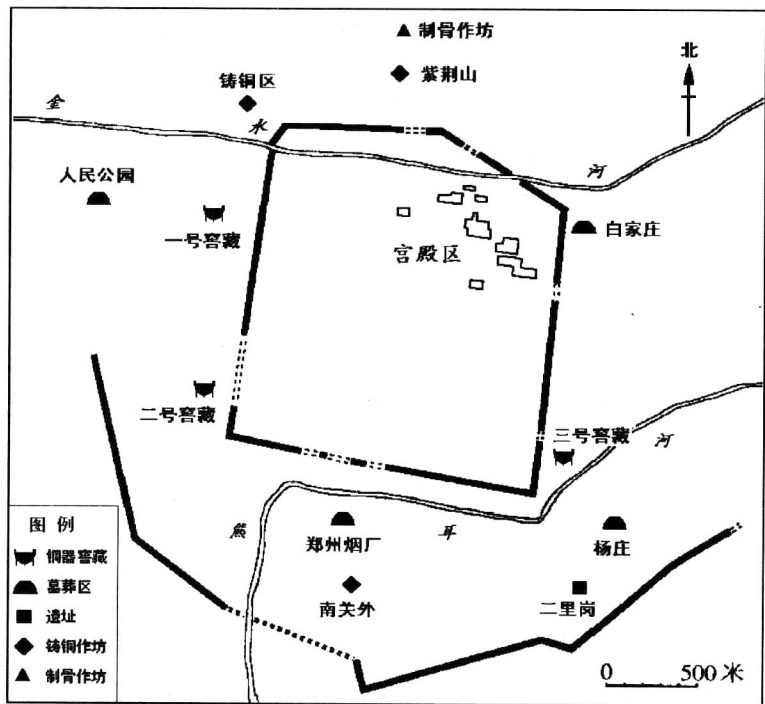 制骨作坊
北
铸铜区
紫荆山
金
水
河
人民公园
一号窖藏
白家庄
宫殿区
二号窖藏
三号窖藏
河
图例
熊
耳
郑州烟厂
杨庄
铜器窖藏
墓葬区
南关外
二里岗
遗址
铸铜作坊
制骨作坊
0 500米